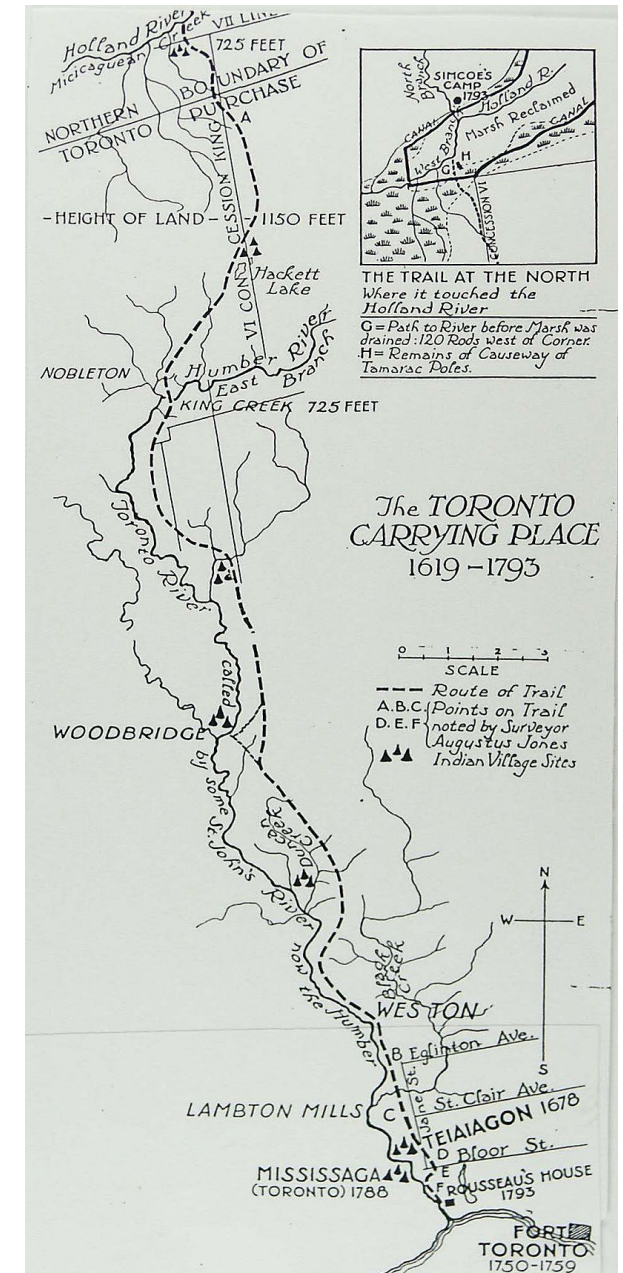 Holland River
Micicaguean Creek
VII LINE
725 FEET
NORTHERN BOUNDARY OF
TORONTO PURCHASE
A
- HEIGHT OF LAND - - 1150 FEET
VI CONCESSION KING
Hackett
Lake
Humber River
East Branch
NOBLETON
KING CREEK 725 FEET
North
Branch
SIMCOE'S
CAMP
1793
Holland R.
CANAL
West Branch
Marsh Reclaimed
CANAL
G
H
CONCESSION VI
THE TRAIL AT THE NORTH
Where it touched the
Holland River
G = Path to River before Marsh was
drained: 120 Rods west of Corner.
H = Remains of Causeway of
Tamarac Poles.
The TORONTO
CARRYING PLACE
1619 - 1793
0 1 2 3
SCALE
Route of Trail
A.B.C. Points on Trail
D.E.F noted by Surveyor
Augustus Jones
Indian Village Sites
Toronto River
called
by some St. John's River
now the Humber
WOODBRIDGE
Duncan
Creek
Black
Creek
N
W E
S
WESTON
B Eglinton Ave.
Jane St.
St. Clair Ave.
LAMBTON MILLS
C
TEIAIAGON 1678
D Bloor St.
E
MISSISSAGA
(TORONTO) 1788
F ROUSSEAU'S HOUSE
1793
FORT
TORONTO
1750-1759